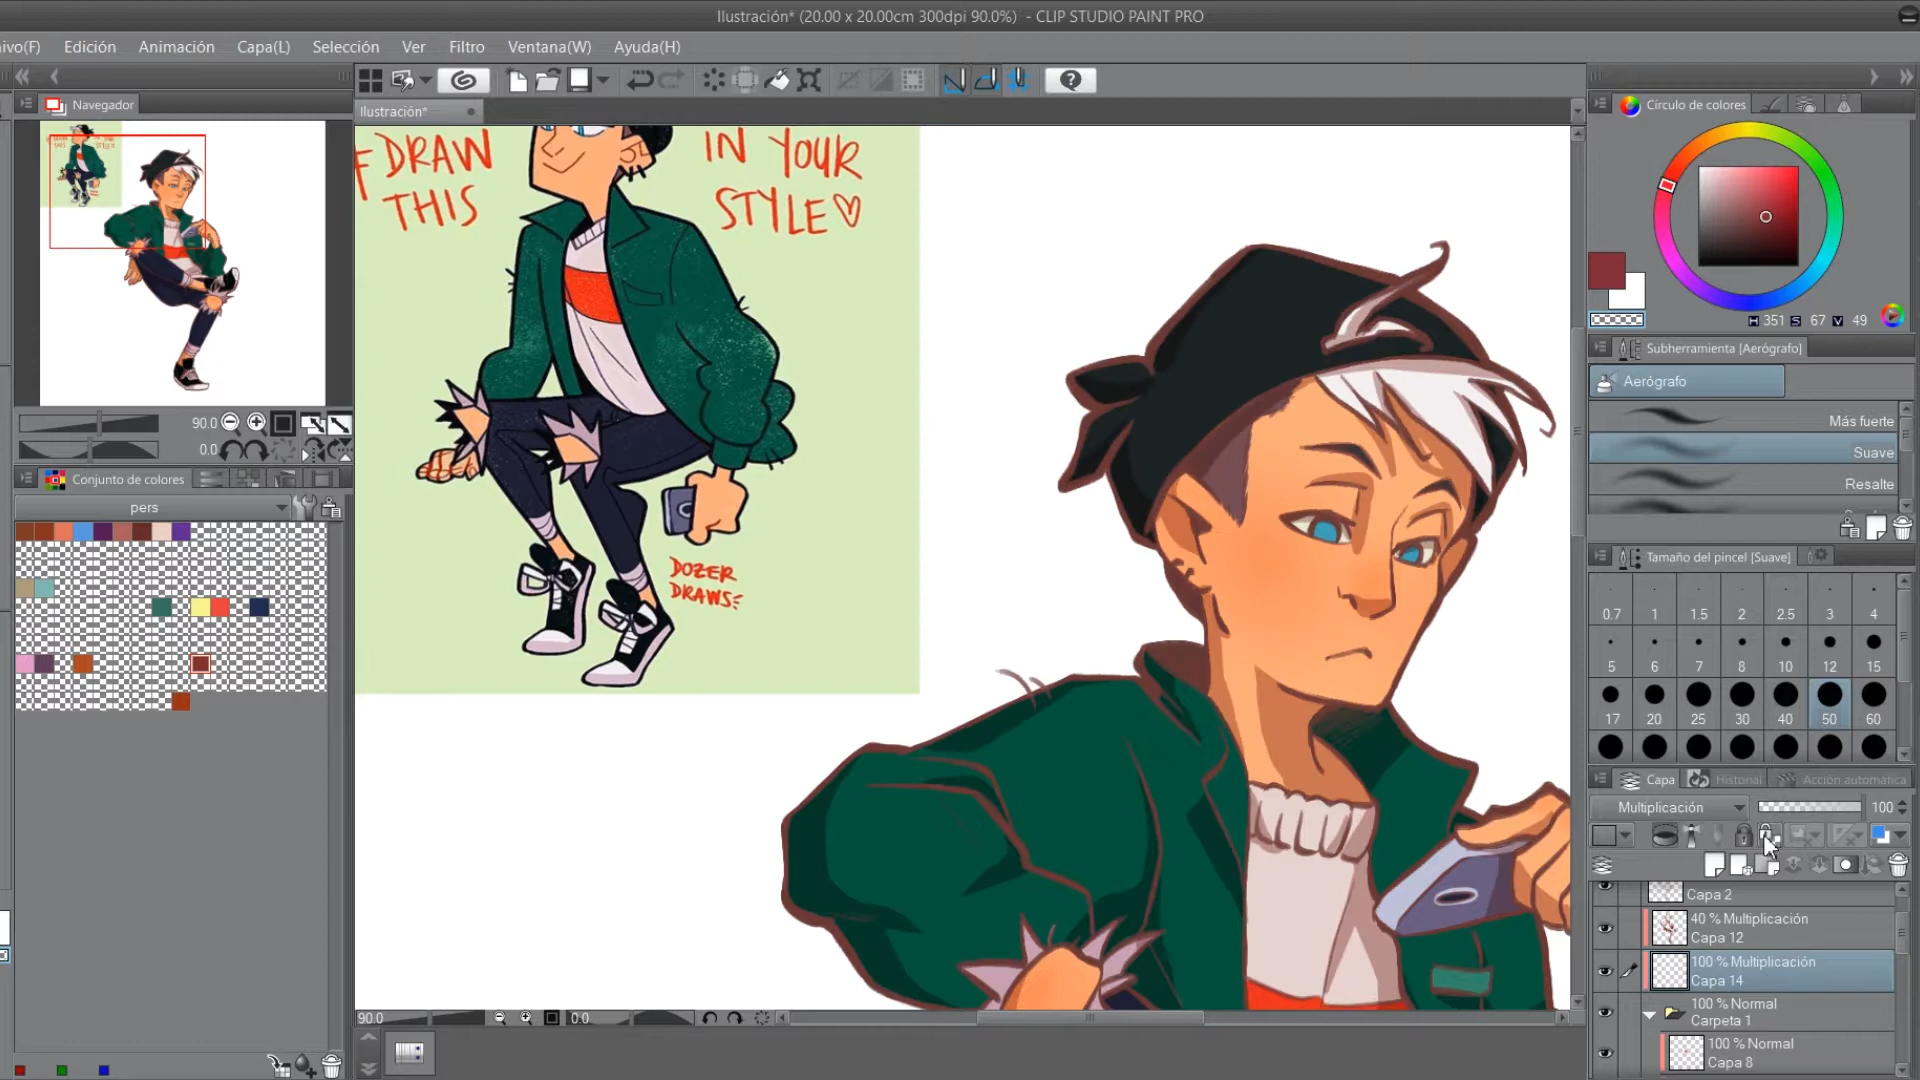 Ilustración* (20.00 x 20.00cm 300dpi 90.0%) - CLIP STUDIO PAINT PRO
ivo(F) Edición Animación Capa(L) Selección Ver Filtro Ventana(W) Ayuda(H)
Navegador
Ilustración*
Círculo de colores
DRAW THIS
IN YOUR STYLE
DOZER
DRAWS
H 351 S 67 V 49
Subherramienta [Aerógrafo]
Aerógrafo
Más fuerte
Suave
Resalte
90.0
0.0
Conjunto de colores
pers
Tamaño del pincel [Suave]
0.7 1 1.5 2 2.5 3 4
5 6 7 8 10 12 15
17 20 25 30 40 50 60
Capa Historial Acción automática
Multiplicación 100
Capa 2
40 % Multiplicación
Capa 12
100 % Multiplicación
Capa 14
100 % Normal
Carpeta 1
100 % Normal
Capa 8
90.0 0.0